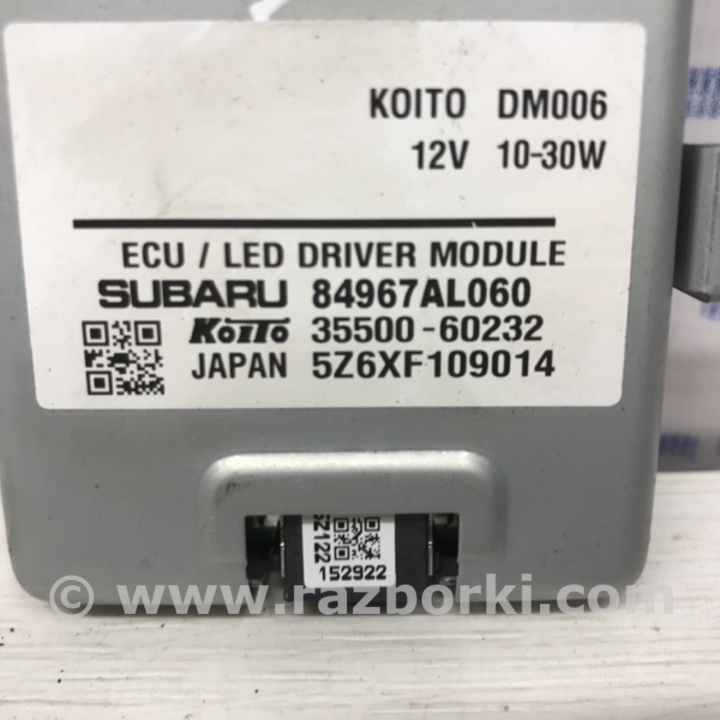 KOITO DM006
12V 10-30W
ECU / LED DRIVER MODULE
SUBARU 84967AL060
KOITO 35500-60232
JAPAN 5Z6XF109014
152922
© www.razborki.com